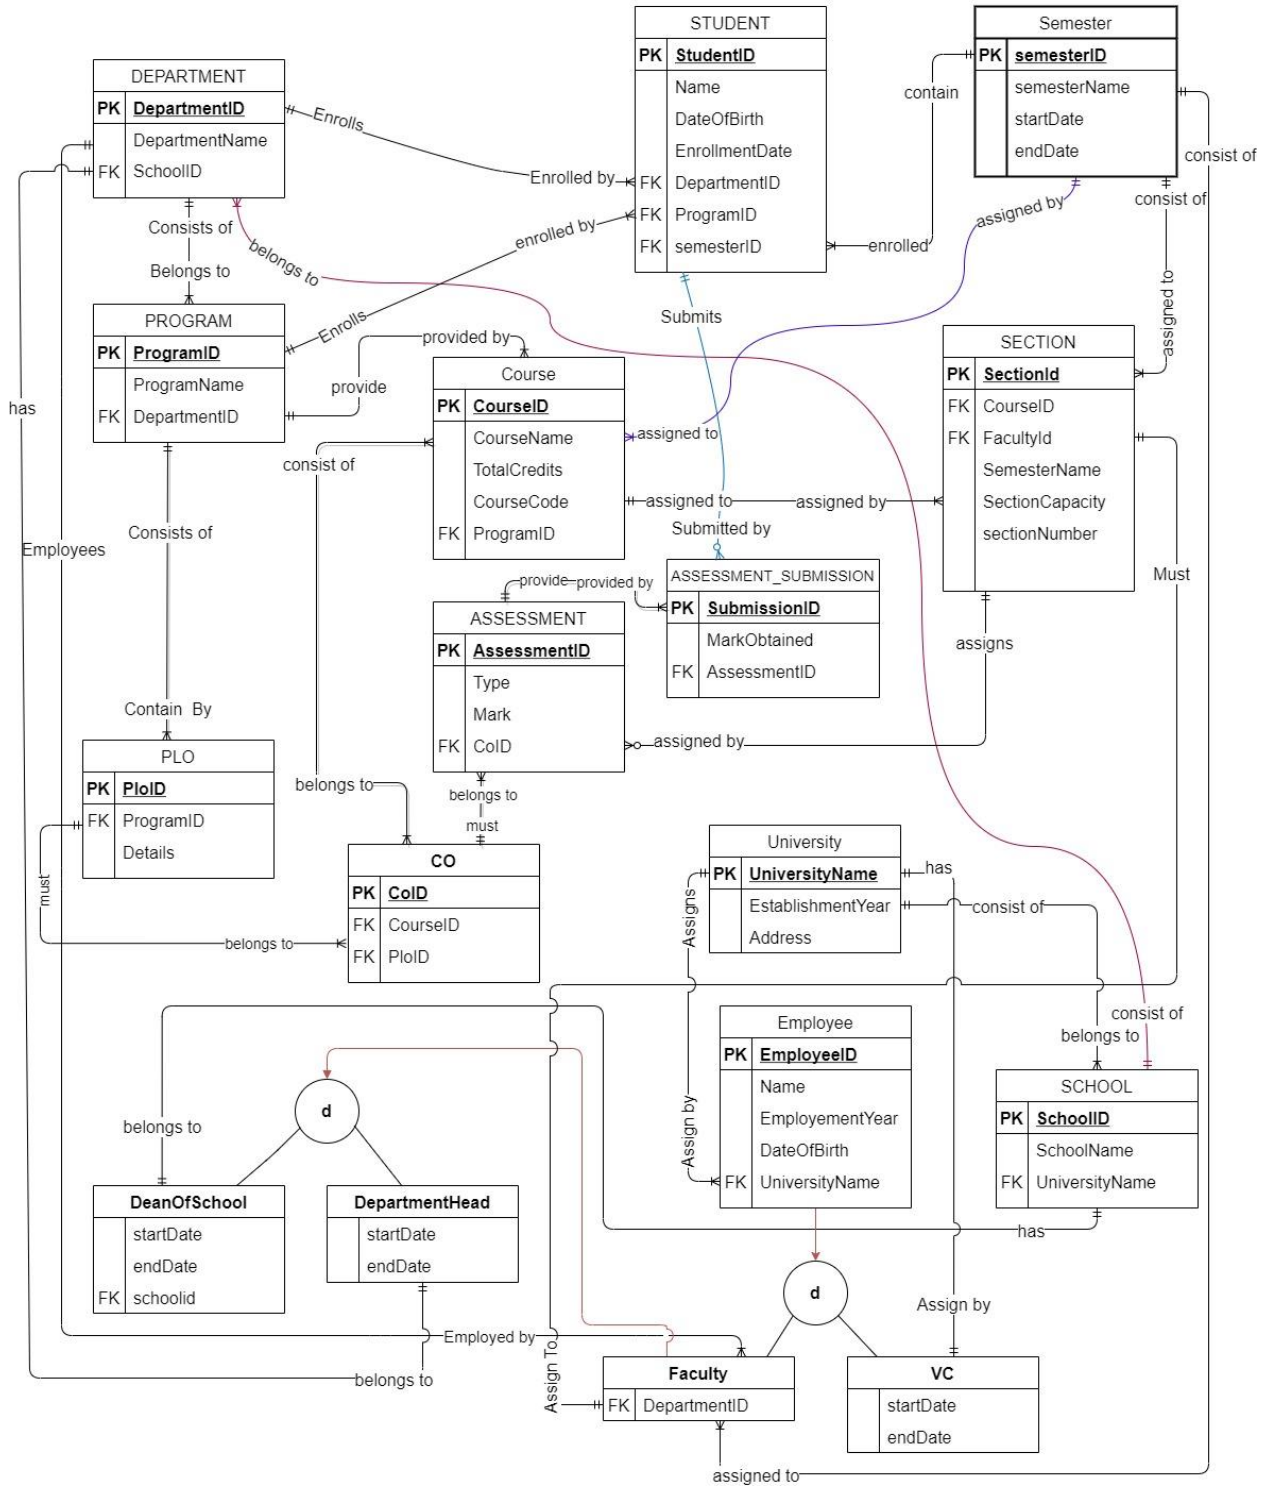 STUDENT
PK StudentID
Name
DateOfBirth
EnrollmentDate
FK DepartmentID
FK ProgramID
FK semesterID
Semester
PK semesterID
semesterName
startDate
endDate
DEPARTMENT
PK DepartmentID
DepartmentName
FK SchoolID
Enrolls
Enrolled by
contain
enrolled
consist of
consist of
assigned by
assigned to
Consists of
Belongs to
belongs to
enrolled by
Enrolls
PROGRAM
PK ProgramID
ProgramName
FK DepartmentID
provided by
provide
Submits
Course
PK CourseID
CourseName
TotalCredits
CourseCode
FK ProgramID
SECTION
PK SectionId
FK CourseID
FK FacultyId
SemesterName
SectionCapacity
sectionNumber
has
consist of
assigned to
assigned to
assigned by
Submitted by
Consists of
Employees
Must
ASSESSMENT_SUBMISSION
PK SubmissionID
MarkObtained
FK AssessmentID
provide
provided by
ASSESSMENT
PK AssessmentID
Type
Mark
FK CoID
assigns
assigned by
Contain By
PLO
PK PloID
FK ProgramID
Details
belongs to
belongs to
must
must
belongs to
CO
PK CoID
FK CourseID
FK PloID
University
PK UniversityName
EstablishmentYear
Address
has
consist of
Assigns
Assign by
consist of
belongs to
Employee
PK EmployeeID
Name
EmployementYear
DateOfBirth
FK UniversityName
SCHOOL
PK SchoolID
SchoolName
FK UniversityName
d
belongs to
DeanOfSchool
startDate
endDate
FK schoolid
DepartmentHead
startDate
endDate
has
d
Assign by
Employed by
belongs to
Assign To
Faculty
FK DepartmentID
VC
startDate
endDate
assigned to